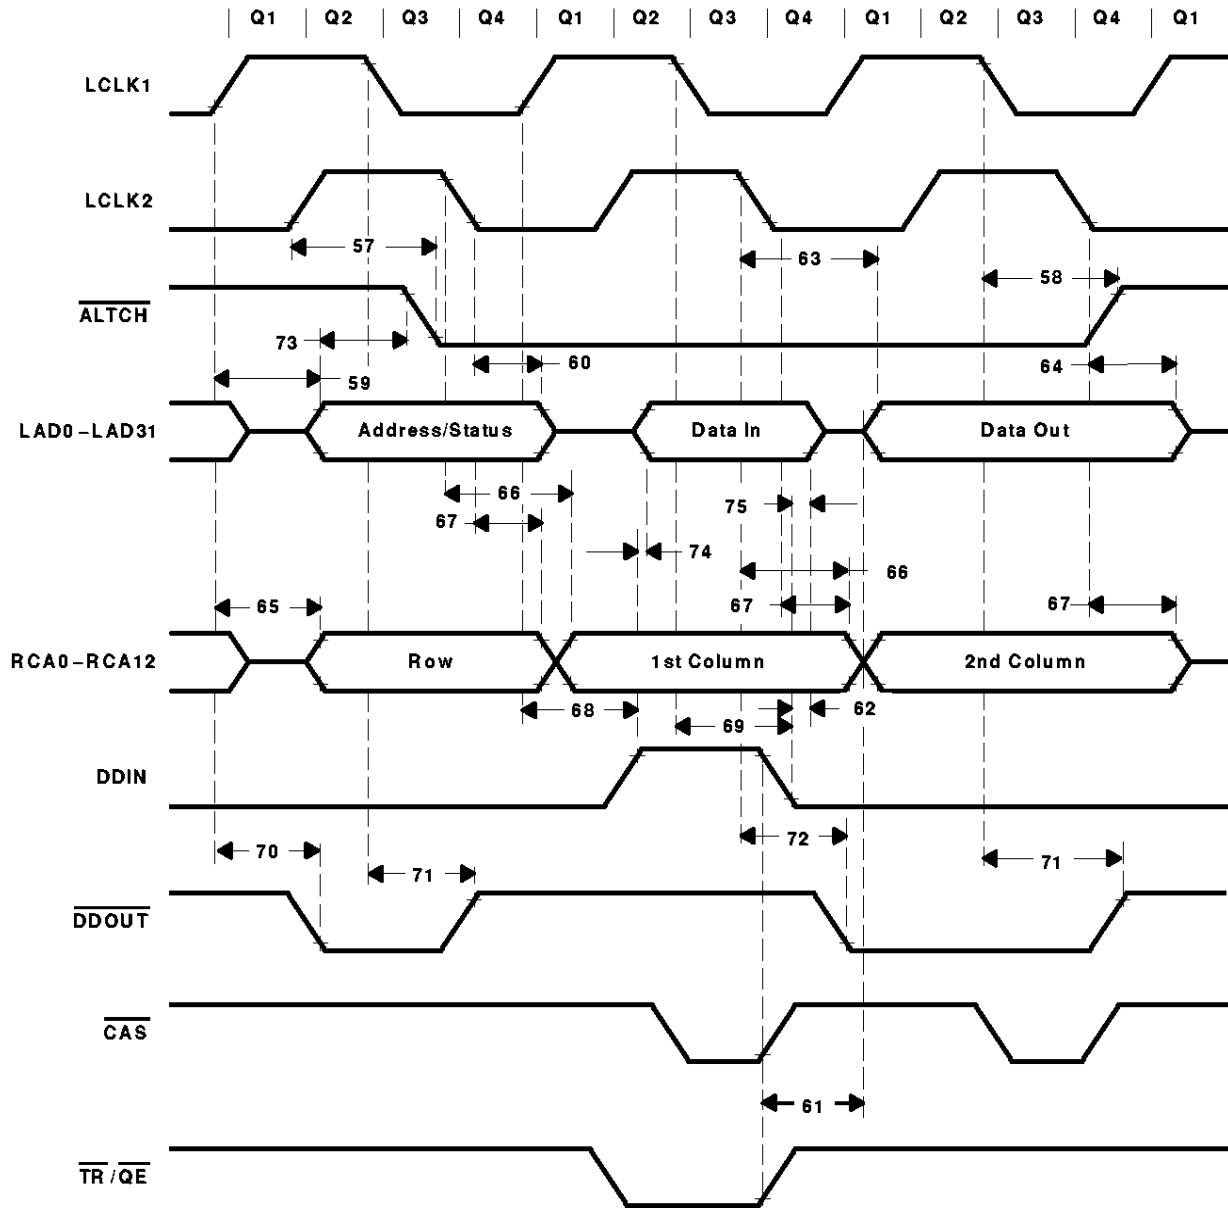 Q1 Q2 Q3 Q4 Q1 Q2 Q4 Q1 Q2 Q3 Q4 Q1
LCLK1
LCLK2
57
63
58
ALTCH
73
60
64
59
LAD0–LAD31 Address/Status Data In Data Out
66
75
67
74
66
65
67
67
RCA0–RCA12 Row 1st Column 2nd Column
68
62
69
DDIN
72
70
71
71
DDOUT
CAS
61
TR/QE